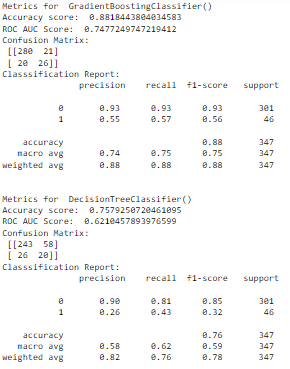 Metrics for  GradientBoostingClassifier()
Accuracy score:  0.8818443804034583
ROC AUC Score:  0.7477249747219412
Confusion Matrix:
[[280  21]
[ 20  26]]
Classsification Report:
precision    recall  f1-score   support
0       0.93      0.93      0.93       301
1       0.55      0.57      0.56        46
accuracy                           0.88       347
macro avg       0.74      0.75      0.75       347
weighted avg       0.88      0.88      0.88       347
Metrics for  DecisionTreeClassifier()
Accuracy score:  0.7579250720461095
ROC AUC Score:  0.6210457893976599
Confusion Matrix:
[[243  58]
[ 26  20]]
Classsification Report:
precision    recall  f1-score   support
0       0.90      0.81      0.85       301
1       0.26      0.43      0.32        46
accuracy                           0.76       347
macro avg       0.58      0.62      0.59       347
weighted avg       0.82      0.76      0.78       347